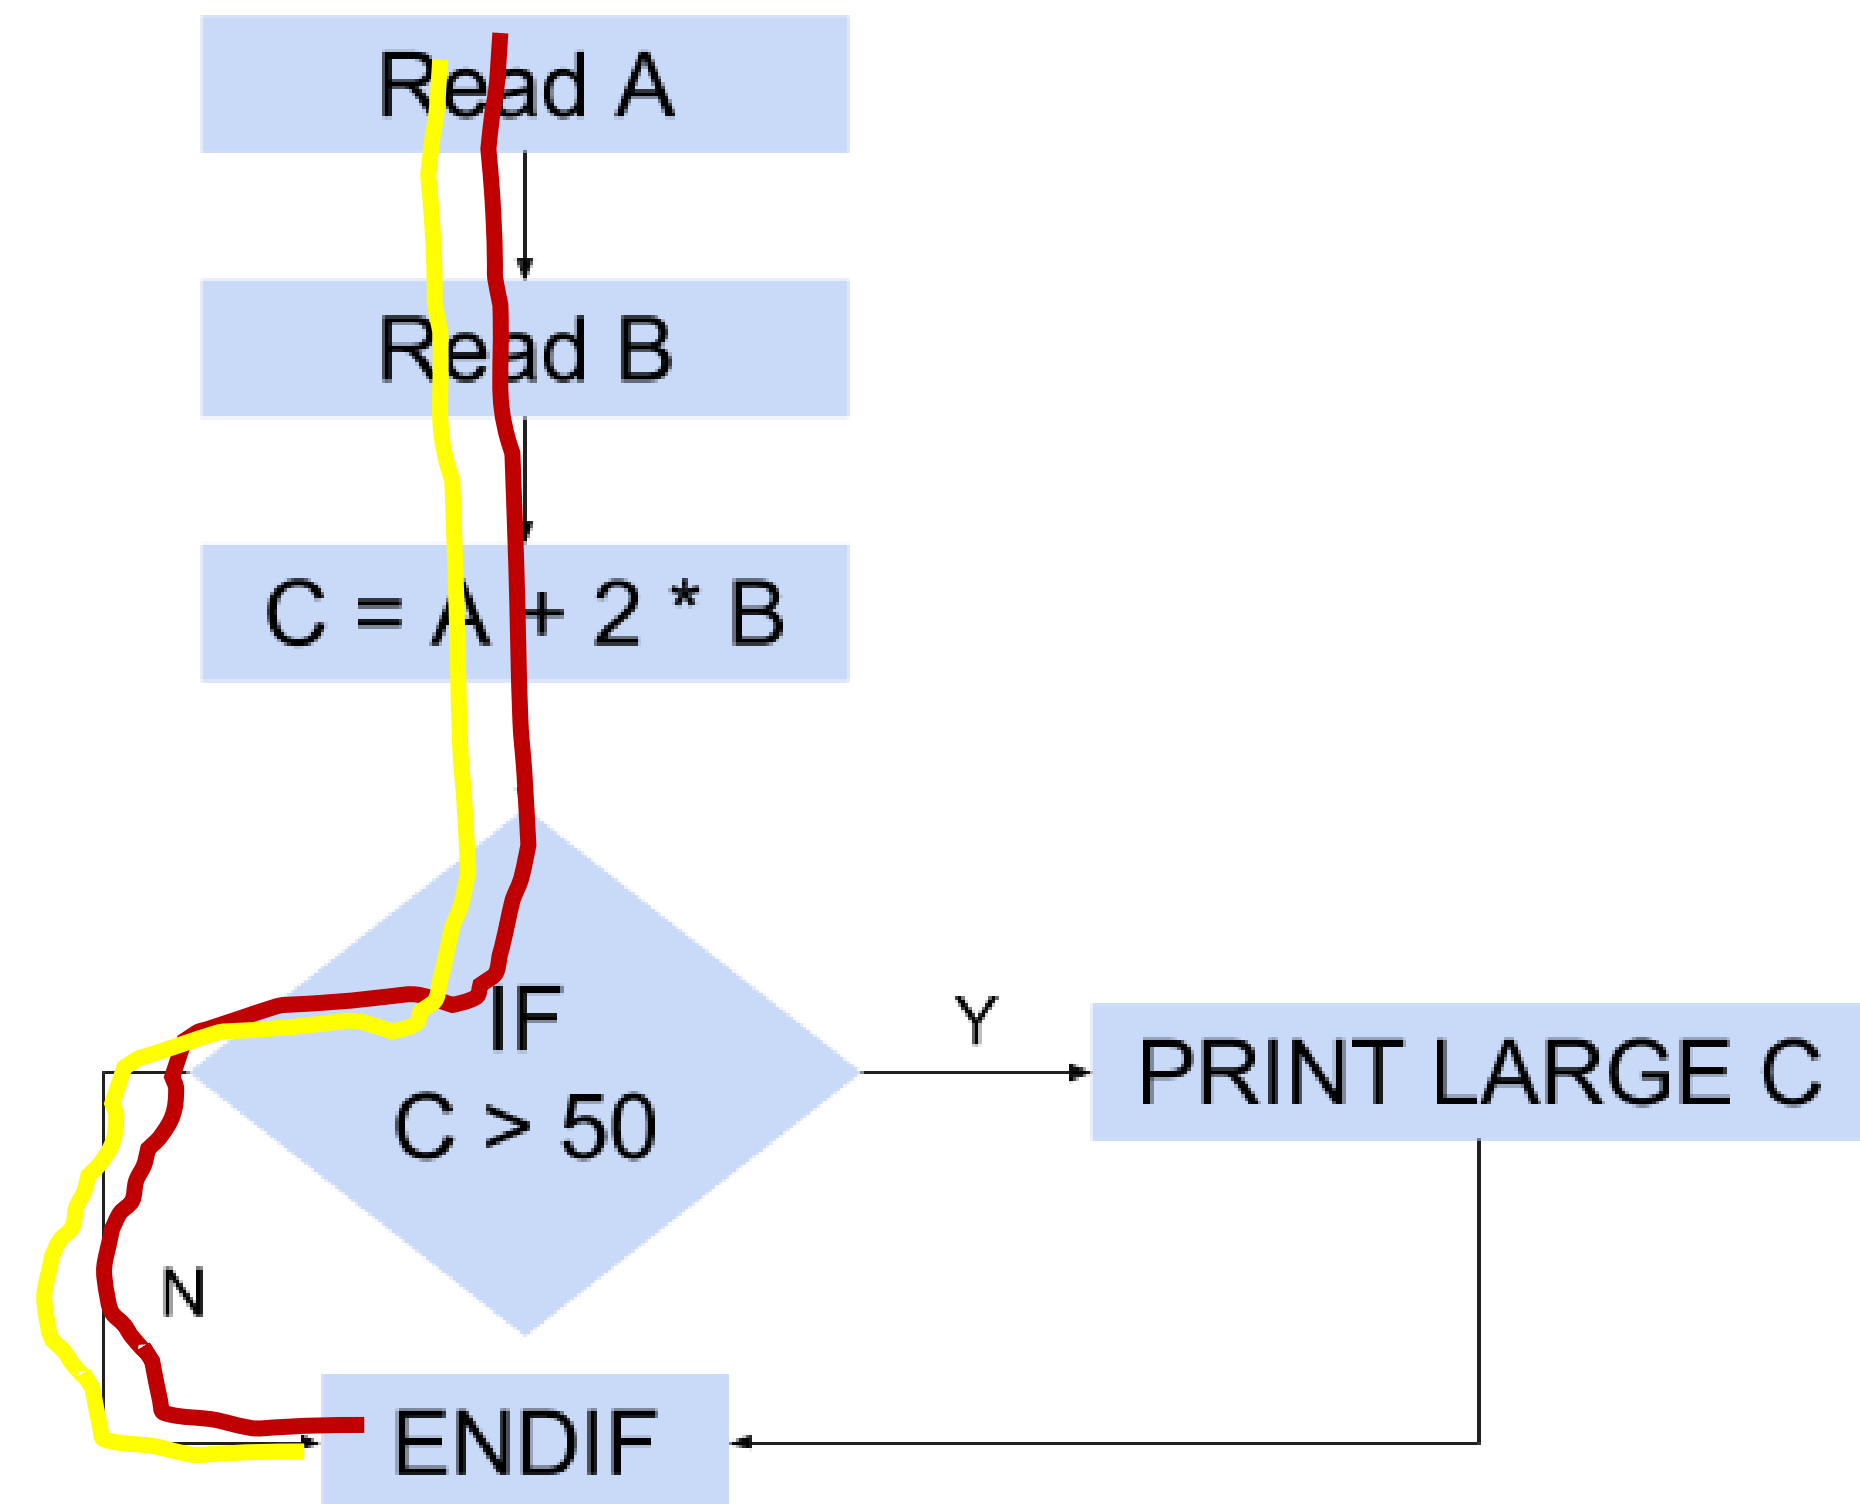 Read A
Read B
C = A + 2 * B
IF
C > 50
Y
PRINT LARGE C
N
ENDIF